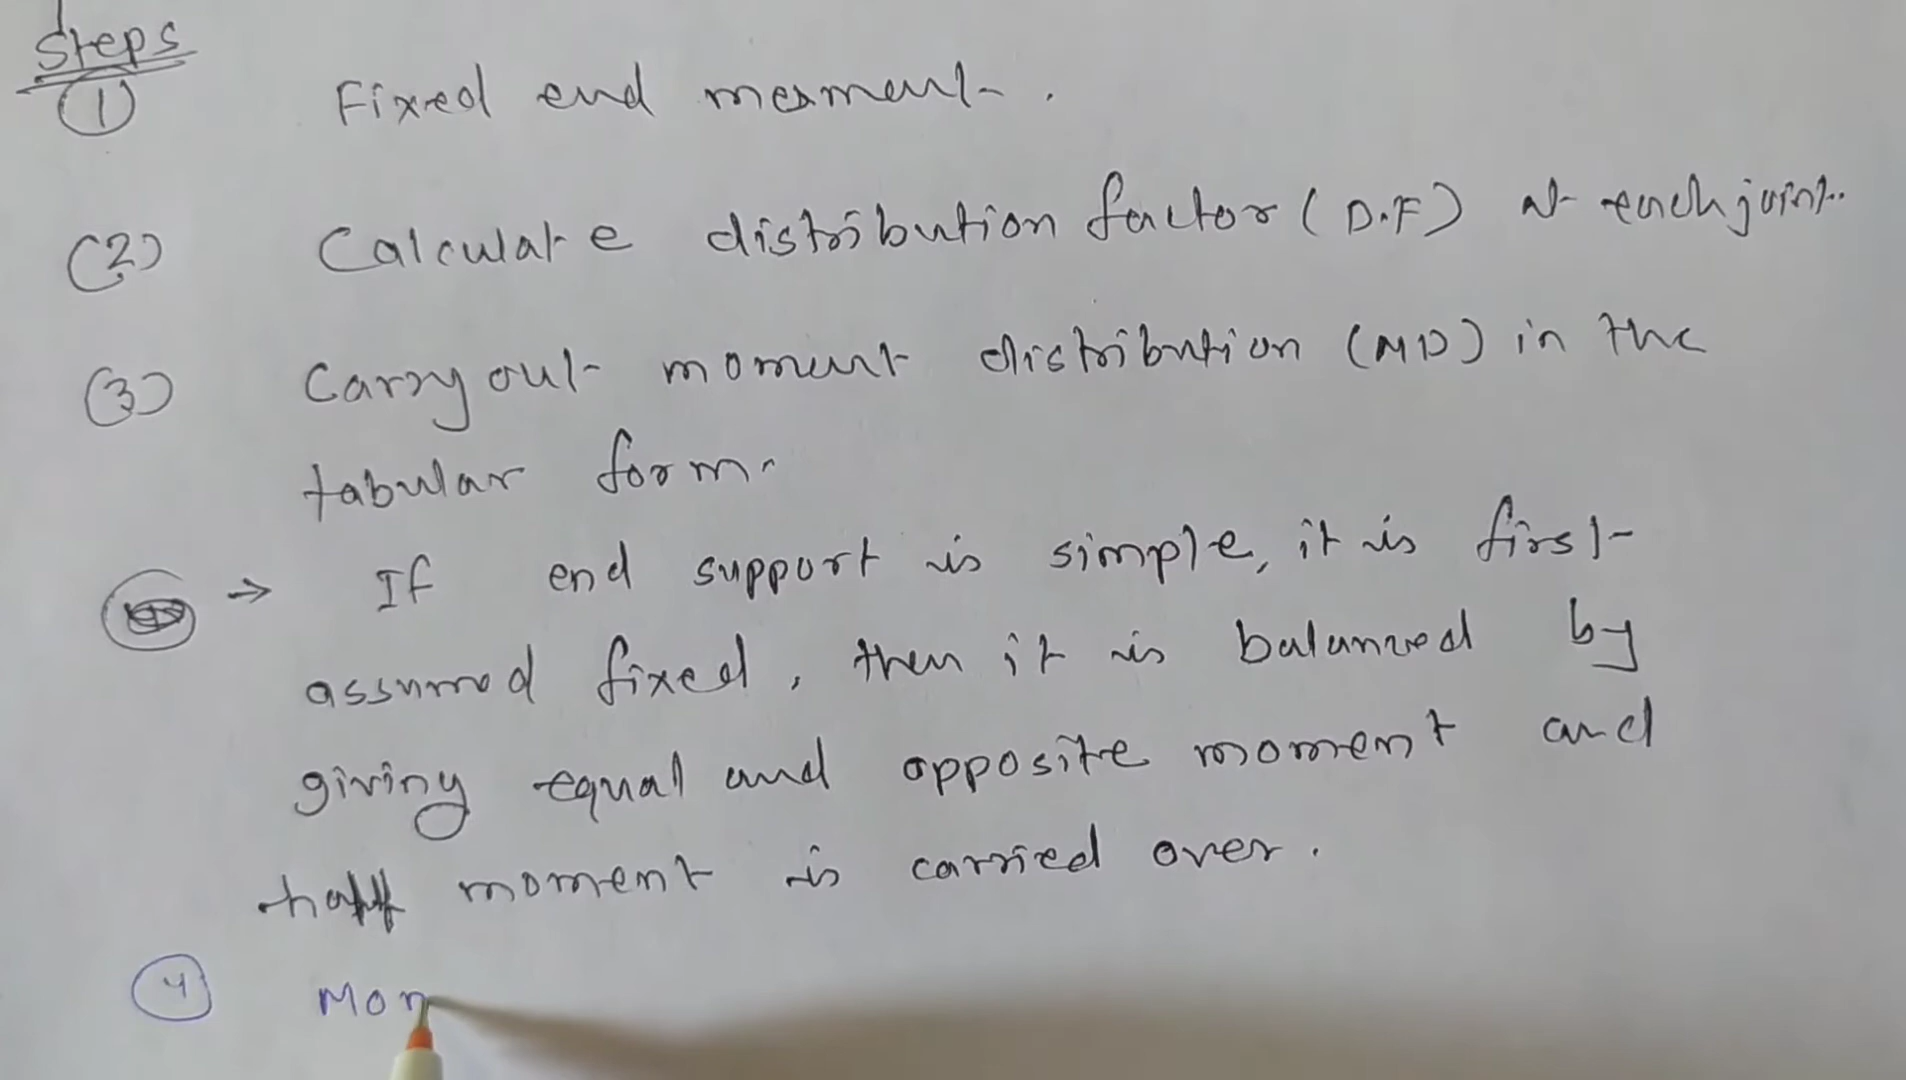 Steps
(1) Fixed end moment.
(2) Calculate distribution factor (D.F) at each joint.
(3) Carryout moment distribution (MD) in the
tabular form.
→ If end support is simple, it is first
assumed fixed, then it is balanced by
giving equal and opposite moment and
half moment is carried over.
(4) Mom